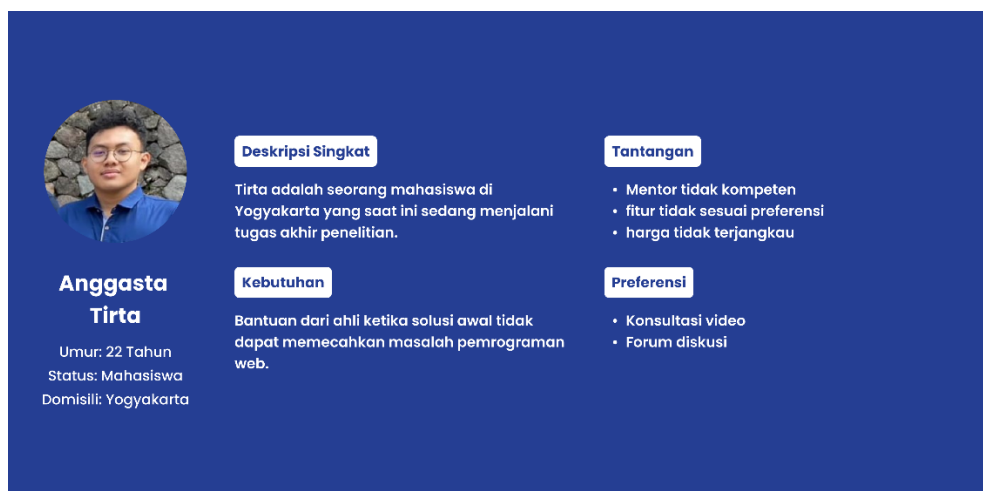 Anggasta
Tirta
Umur: 22 Tahun
Status: Mahasiswa
Domisili: Yogyakarta
Deskripsi Singkat
Tirta adalah seorang mahasiswa di
Yogyakarta yang saat ini sedang menjalani
tugas akhir penelitian.
Kebutuhan
Bantuan dari ahli ketika solusi awal tidak
dapat memecahkan masalah pemrograman
web.
Tantangan
• Mentor tidak kompeten
• fitur tidak sesuai preferensi
• harga tidak terjangkau
Preferensi
• Konsultasi video
• Forum diskusi